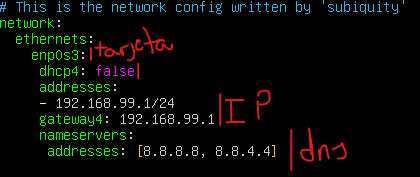 # This is the network config written by 'subiquity'
network:
ethernets:
enp0s3: targeta
dhcp4: false
addresses:
- 192.168.99.1/24
gateway4: 192.168.99.1 IP
nameservers:
addresses: [8.8.8.8, 8.8.4.4] dns